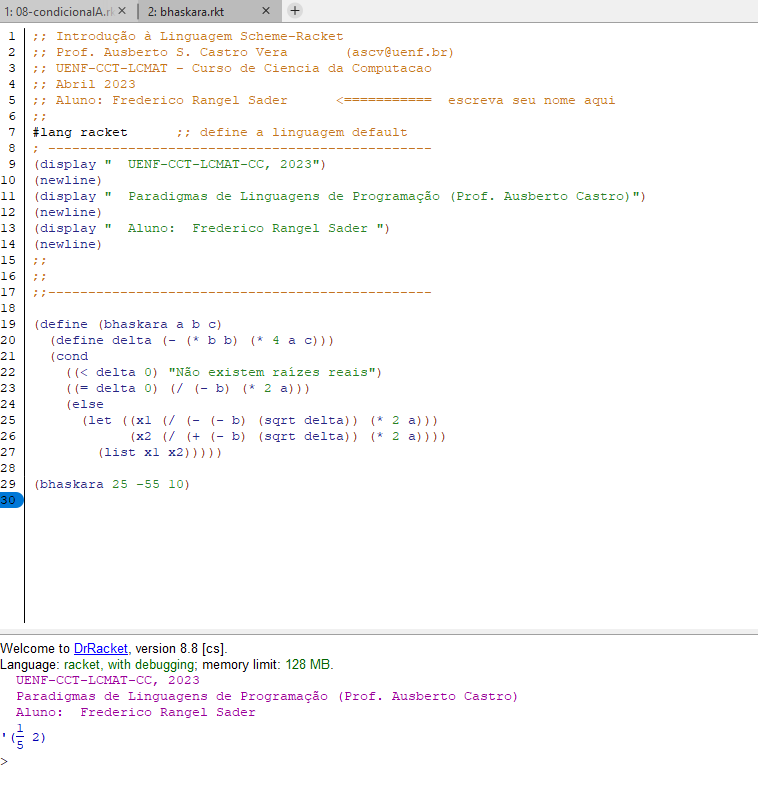 1: 08-condicionalA.rk
2: bhaskara.rkt
1 ;; Introdução à Linguagem Scheme-Racket
2 ;; Prof. Ausberto S. Castro Vera (ascv@uenf.br)
3 ;; UENF-CCT-LCMAT - Curso de Ciencia da Computacao
4 ;; Abril 2023
5 ;; Aluno: Frederico Rangel Sader <=========== escreva seu nome aqui
6 ;;
7 #lang racket ;; define a linguagem default
8 ; ------------------------------------------------
9 (display "  UENF-CCT-LCMAT-CC, 2023")
10 (newline)
11 (display "  Paradigmas de Linguagens de Programação (Prof. Ausberto Castro)")
12 (newline)
13 (display "  Aluno:  Frederico Rangel Sader ")
14 (newline)
15 ;;
16 ;;
17 ;;------------------------------------------------
18
19 (define (bhaskara a b c)
20   (define delta (- (* b b) (* 4 a c)))
21   (cond
22     ((< delta 0) "Não existem raízes reais")
23     ((= delta 0) (/ (- b) (* 2 a)))
24     (else
25       (let ((x1 (/ (- (- b) (sqrt delta)) (* 2 a)))
26             (x2 (/ (+ (- b) (sqrt delta)) (* 2 a))))
27         (list x1 x2)))))
28
29 (bhaskara 25 -55 10)
30
Welcome to DrRacket, version 8.8 [cs].
Language: racket, with debugging; memory limit: 128 MB.
UENF-CCT-LCMAT-CC, 2023
Paradigmas de Linguagens de Programação (Prof. Ausberto Castro)
Aluno:  Frederico Rangel Sader
'(1/5 2)
>